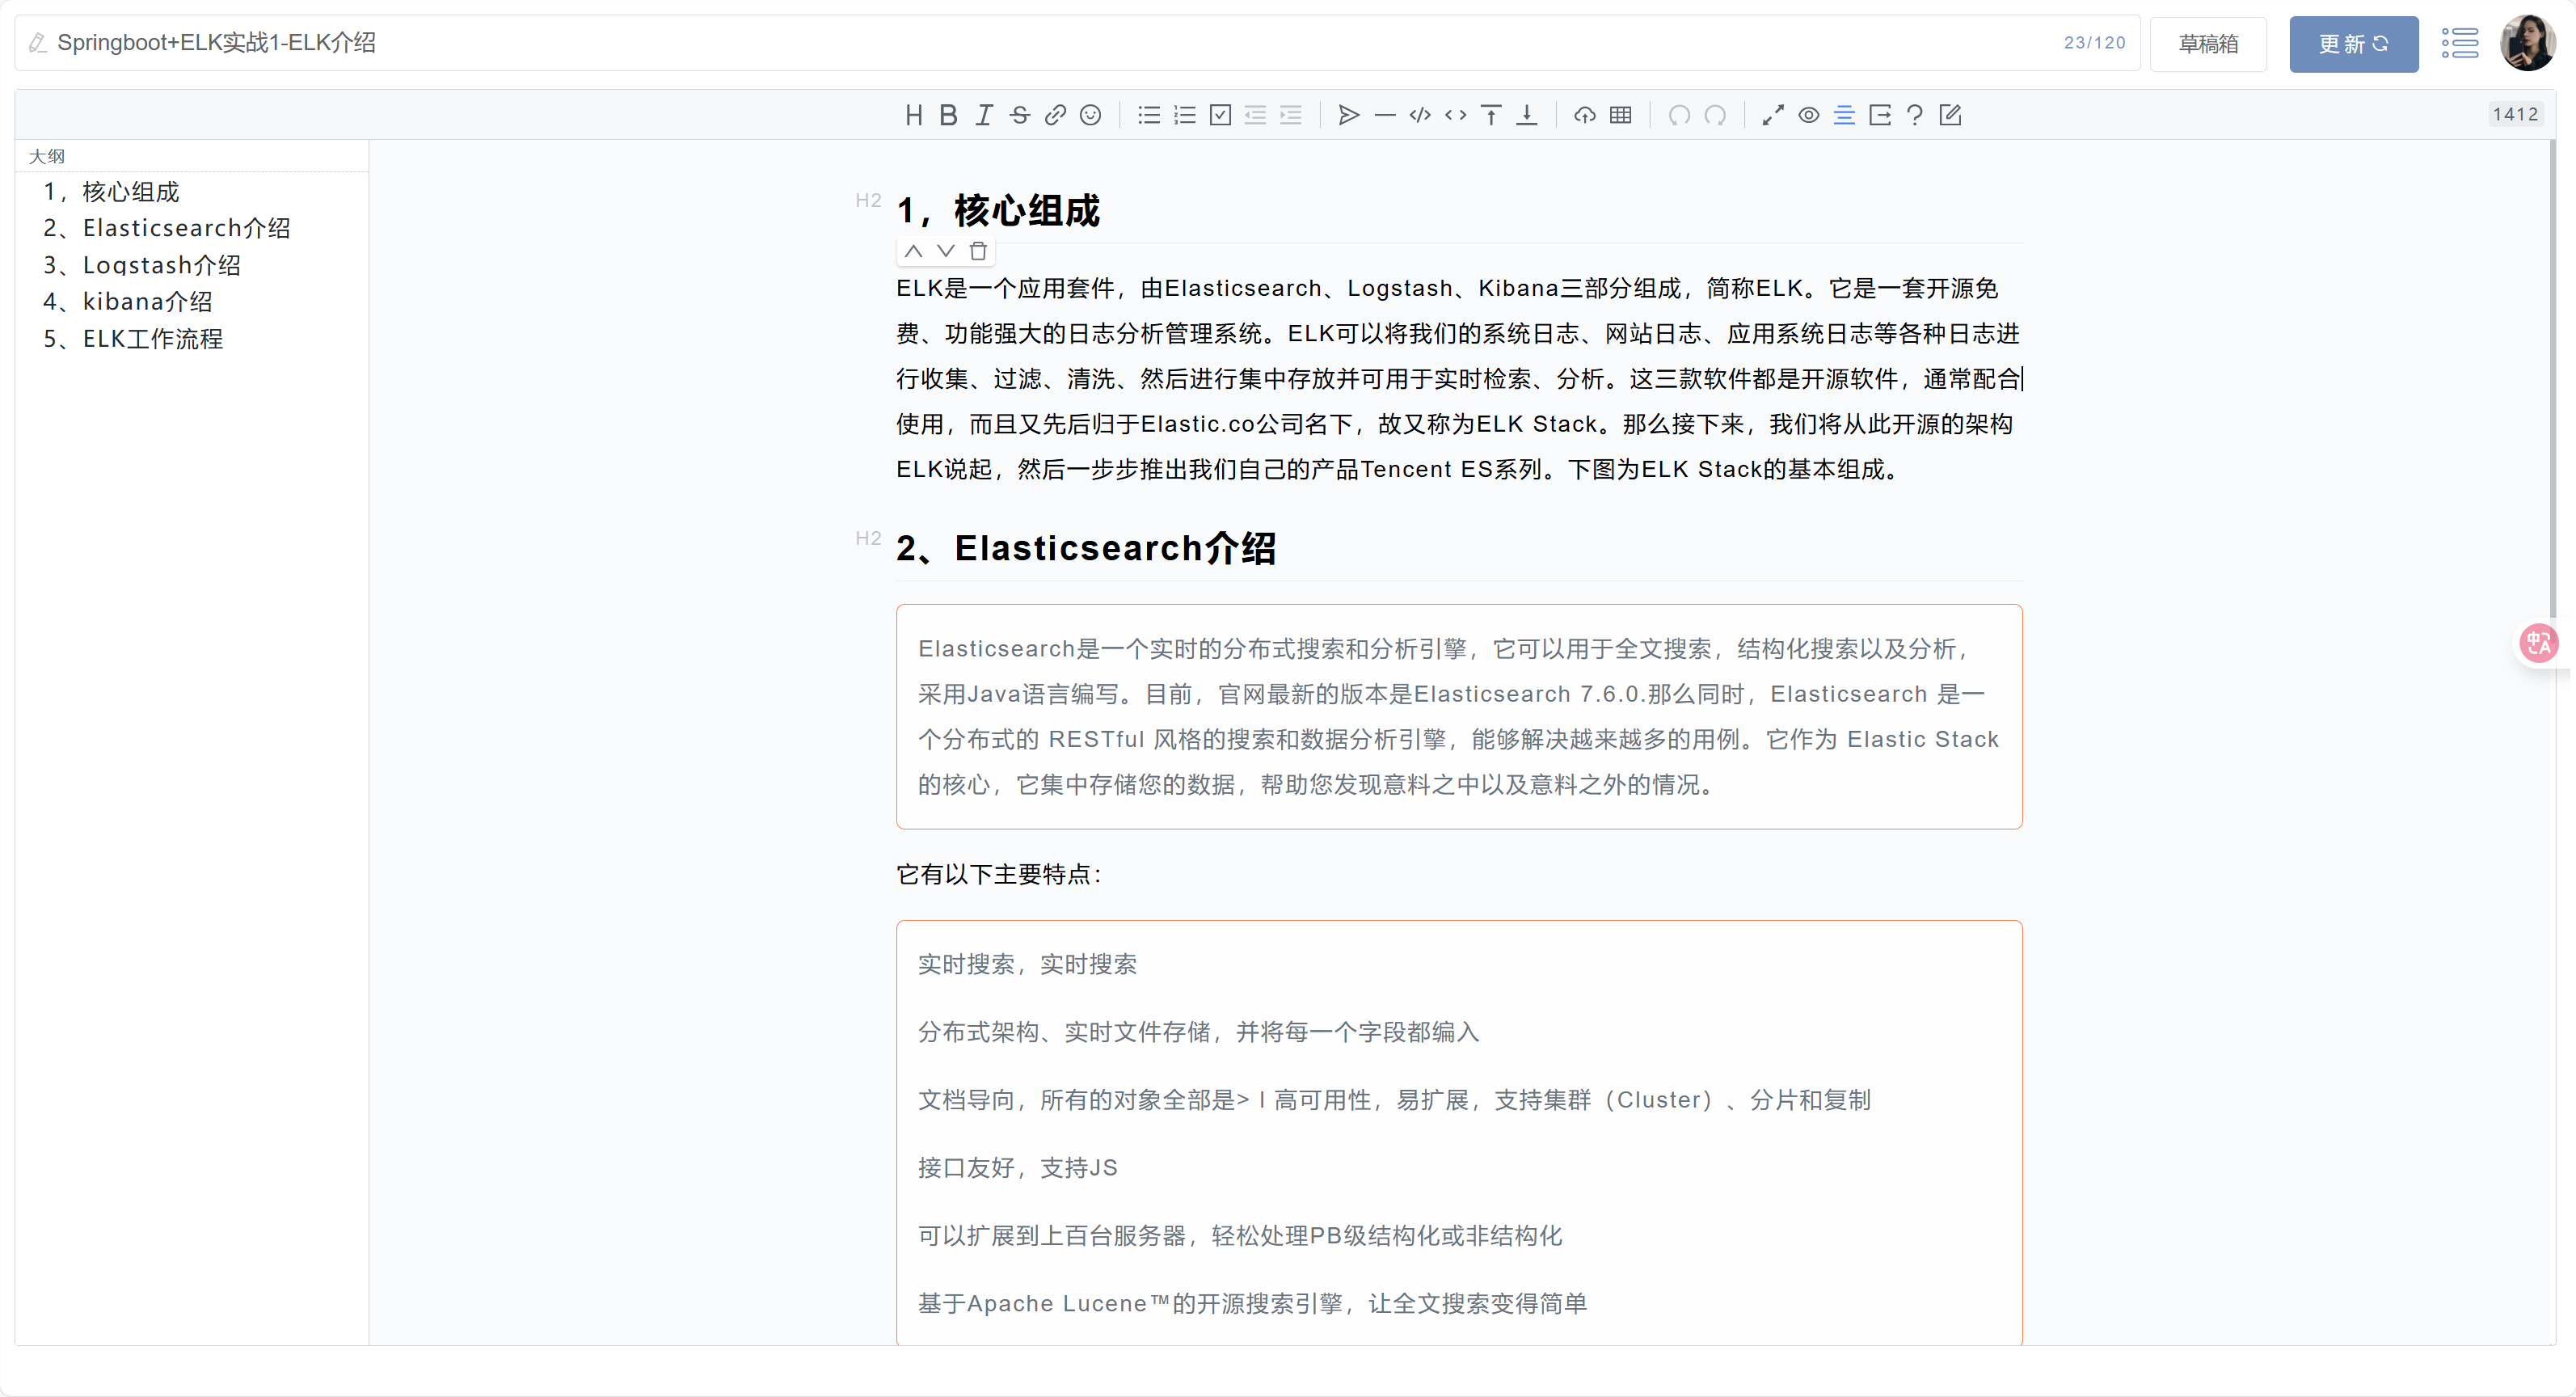 Springboot+ELK实战1-ELK介绍
23/120
草稿箱
更新
1412
大纲
1，核心组成
2、Elasticsearch介绍
3、Logstash介绍
4、kibana介绍
5、ELK工作流程
H2
1，核心组成
ELK是一个应用套件，由Elasticsearch、Logstash、Kibana三部分组成，简称ELK。它是一套开源免
费、功能强大的日志分析管理系统。ELK可以将我们的系统日志、网站日志、应用系统日志等各种日志进
行收集、过滤、清洗、然后进行集中存放并可用于实时检索、分析。这三款软件都是开源软件，通常配合
使用，而且又先后归于Elastic.co公司名下，故又称为ELK Stack。那么接下来，我们将从此开源的架构
ELK说起，然后一步步推出我们自己的产品Tencent ES系列。下图为ELK Stack的基本组成。
H2
2、Elasticsearch介绍
Elasticsearch是一个实时的分布式搜索和分析引擎，它可以用于全文搜索，结构化搜索以及分析，
采用Java语言编写。目前，官网最新的版本是Elasticsearch 7.6.0.那么同时，Elasticsearch 是一
个分布式的 RESTful 风格的搜索和数据分析引擎，能够解决越来越多的用例。它作为 Elastic Stack
的核心，它集中存储您的数据，帮助您发现意料之中以及意料之外的情况。
它有以下主要特点：
实时搜索，实时搜索
分布式架构、实时文件存储，并将每一个字段都编入
文档导向，所有的对象全部是> l 高可用性，易扩展，支持集群（Cluster）、分片和复制
接口友好，支持JS
可以扩展到上百台服务器，轻松处理PB级结构化或非结构化
基于Apache Lucene™的开源搜索引擎，让全文搜索变得简单